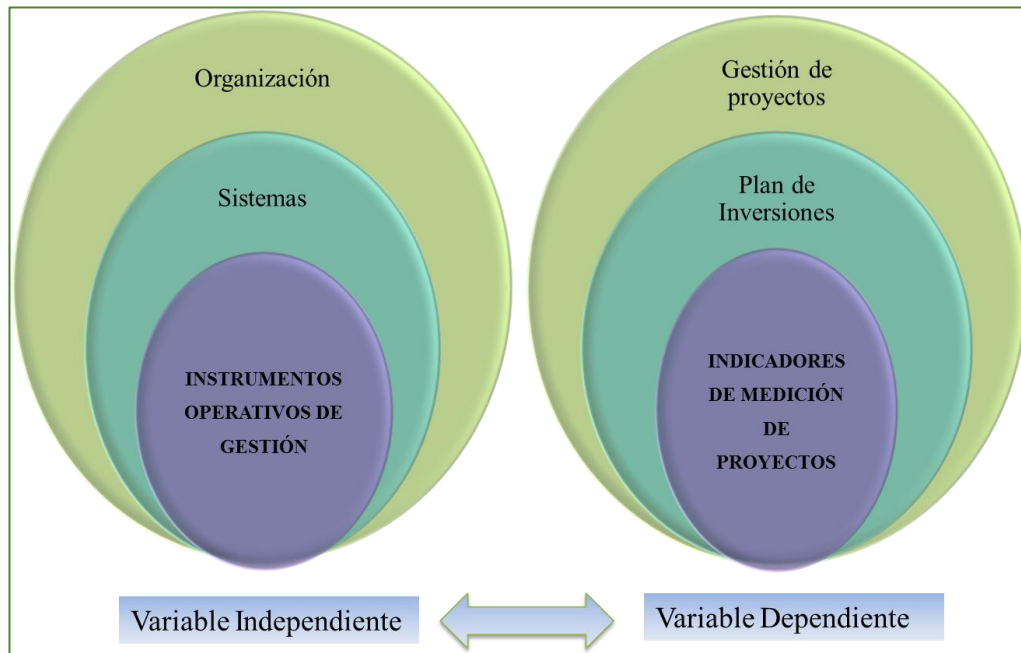 Organización
Sistemas
INSTRUMENTOS
OPERATIVOS DE
GESTIÓN
Gestión de
proyectos
Plan de
Inversiones
INDICADORES
DE MEDICIÓN
DE
PROYECTOS
Variable Independiente
Variable Dependiente